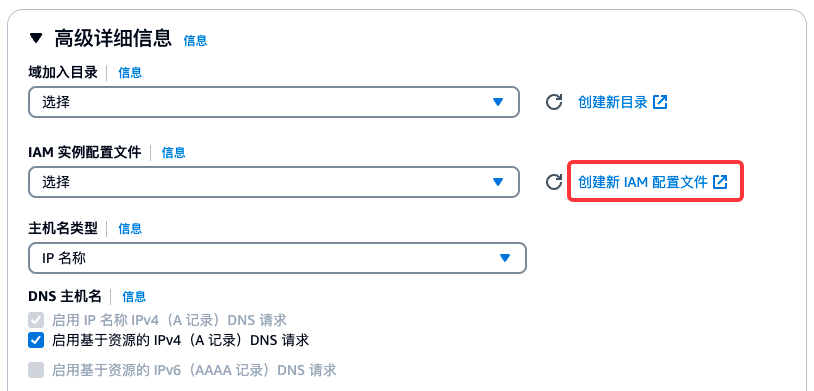 高级详细信息 信息
域加入目录 信息
选择 创建新目录
IAM 实例配置文件 信息
选择 创建新 IAM 配置文件
主机名类型 信息
IP 名称
DNS 主机名 信息
启用 IP 名称 IPv4（A 记录）DNS 请求
启用基于资源的 IPv4（A 记录）DNS 请求
启用基于资源的 IPv6（AAAA 记录）DNS 请求